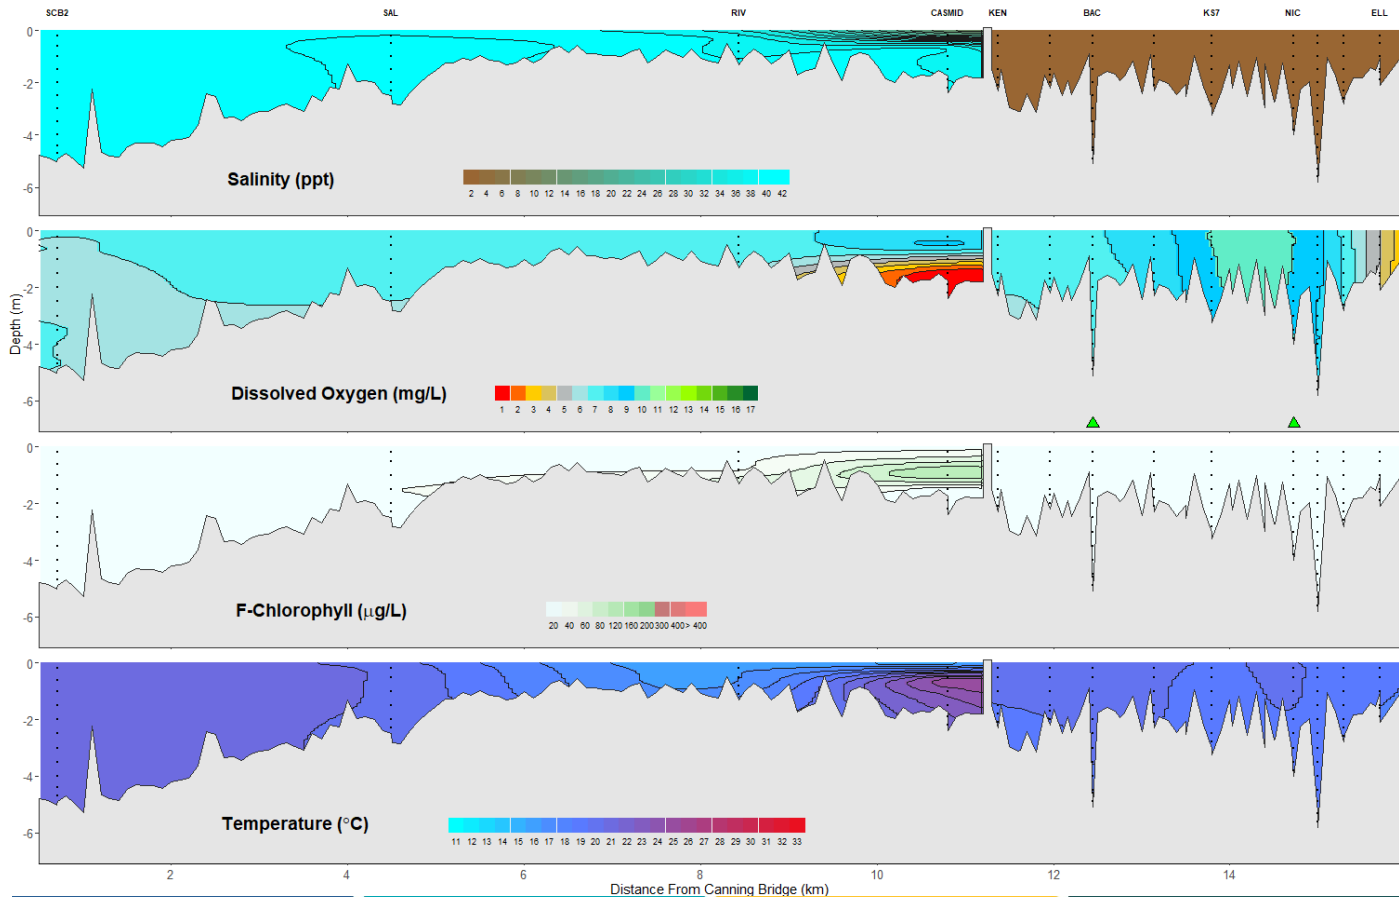 SCB2 SAL RIV CASMID KEN BAC KS7 NIC ELL
0
-2
-4
-6
Salinity (ppt)
2 4 6 8 10 12 14 16 18 20 22 24 26 28 30 32 34 36 38 40 42
0
-2
-4
-6
Depth (m)
Dissolved Oxygen (mg/L)
1 2 3 4 5 6 7 8 9 10 11 12 13 14 15 16 17
0
-2
-4
-6
F-Chlorophyll (μg/L)
20 40 60 80 120 160 200 300 400 > 400
0
-2
-4
-6
Temperature (°C)
11 12 13 14 15 16 17 18 19 20 21 22 23 24 25 26 27 28 29 30 31 32 33
2 4 6 8 10 12 14
Distance From Canning Bridge (km)